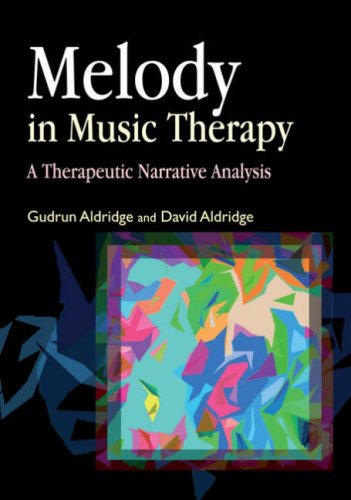 Melody
in Music Therapy
A Therapeutic Narrative Analysis
Gudrun Aldridge and David Aldridge